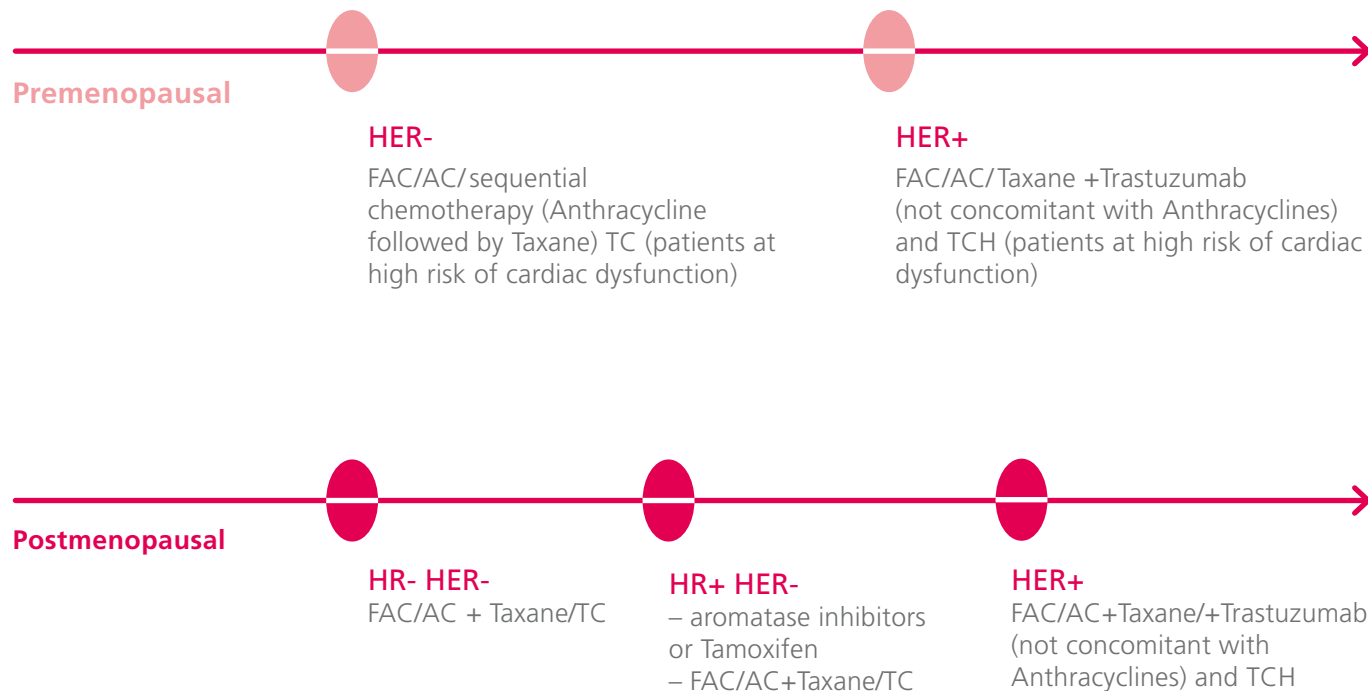 Premenopausal
HER-
FAC/AC/sequential
chemotherapy (Anthracycline
followed by Taxane) TC (patients at
high risk of cardiac dysfunction)
HER+
FAC/AC/Taxane +Trastuzumab
(not concomitant with Anthracyclines)
and TCH (patients at high risk of cardiac
dysfunction)
Postmenopausal
HR- HER-
FAC/AC + Taxane/TC
HR+ HER-
– aromatase inhibitors
or Tamoxifen
– FAC/AC+Taxane/TC
HER+
FAC/AC+Taxane/+Trastuzumab
(not concomitant with
Anthracyclines) and TCH